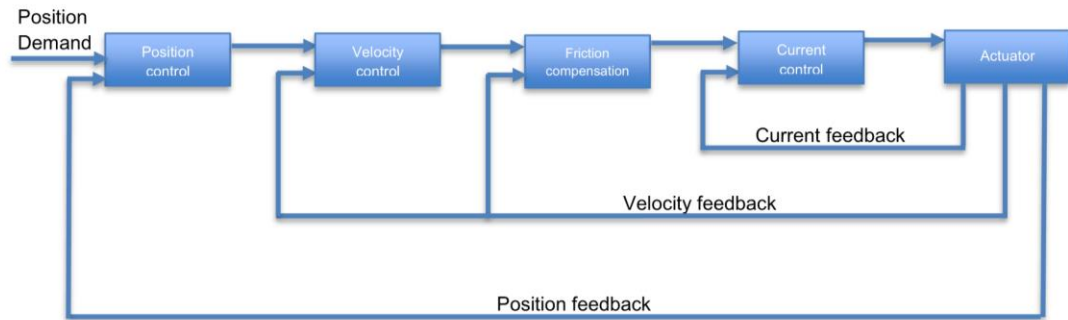 Position
Demand
Position
control
Velocity
control
Friction
compensation
Current
control
Actuator
Current feedback
Velocity feedback
Position feedback